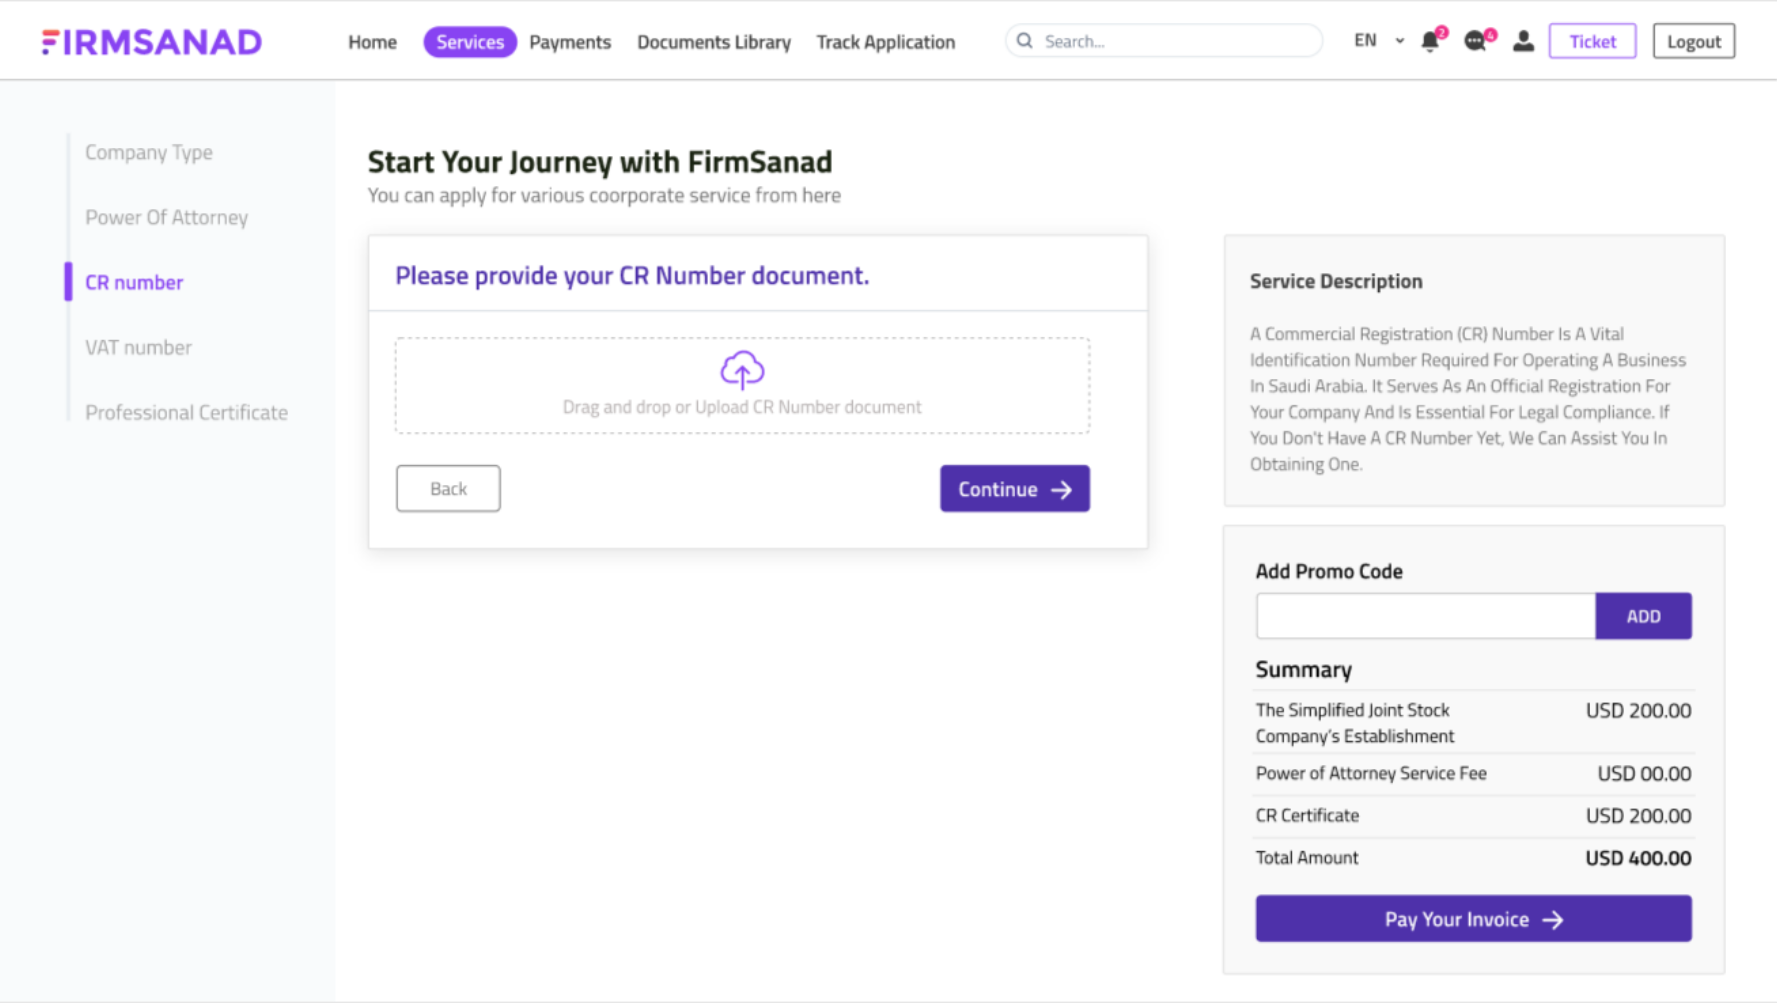 FIRMSANAD
Home
Services
Payments
Documents Library
Track Application
Search...
EN
2
4
Ticket
Logout
Company Type
Power Of Attorney
CR number
VAT number
Professional Certificate
Start Your Journey with FirmSanad
You can apply for various coorporate service from here
Please provide your CR Number document.
Drag and drop or Upload CR Number document
Back
Continue
Service Description
A Commercial Registration (CR) Number Is A Vital
Identification Number Required For Operating A Business
In Saudi Arabia. It Serves As An Official Registration For
Your Company And Is Essential For Legal Compliance. If
You Don't Have A CR Number Yet, We Can Assist You In
Obtaining One.
Add Promo Code
ADD
Summary
The Simplified Joint Stock USD 200.00
Company's Establishment
Power of Attorney Service Fee USD 00.00
CR Certificate USD 200.00
Total Amount USD 400.00
Pay Your Invoice